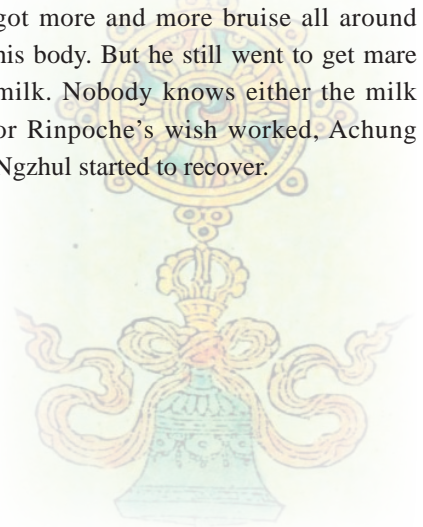 got more and more bruise all around
his body. But he still went to get mare
milk. Nobody knows either the milk
or Rinpoche's wish worked, Achung
Ngzhul started to recover.